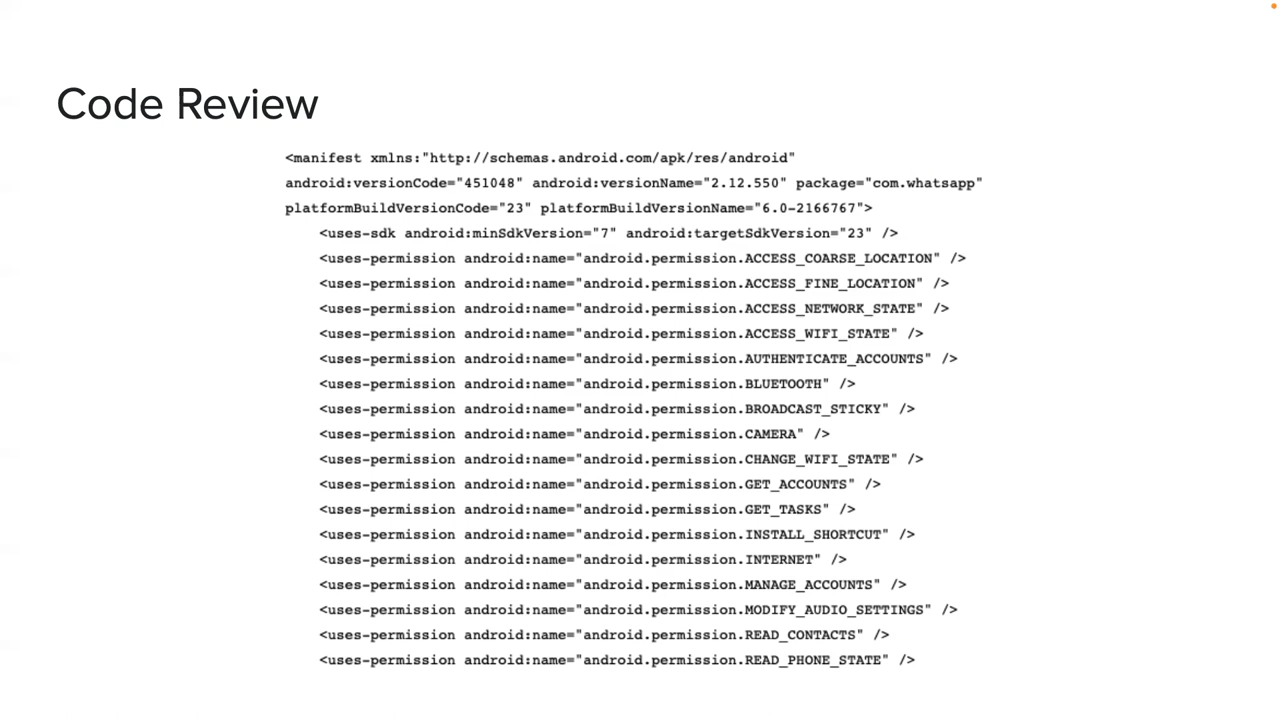 Code Review
<manifest xmlns:"http://schemas.android.com/apk/res/android"
android:versionCode="451048" android:versionName="2.12.550" package="com.whatsapp"
platformBuildVersionCode="23" platformBuildVersionName="6.0-2166767">
<uses-sdk android:minSdkVersion="7" android:targetSdkVersion="23" />
<uses-permission android:name="android.permission.ACCESS_COARSE_LOCATION" />
<uses-permission android:name="android.permission.ACCESS_FINE_LOCATION" />
<uses-permission android:name="android.permission.ACCESS_NETWORK_STATE" />
<uses-permission android:name="android.permission.ACCESS_WIFI_STATE" />
<uses-permission android:name="android.permission.AUTHENTICATE_ACCOUNTS" />
<uses-permission android:name="android.permission.BLUETOOTH" />
<uses-permission android:name="android.permission.BROADCAST_STICKY" />
<uses-permission android:name="android.permission.CAMERA" />
<uses-permission android:name="android.permission.CHANGE_WIFI_STATE" />
<uses-permission android:name="android.permission.GET_ACCOUNTS" />
<uses-permission android:name="android.permission.GET_TASKS" />
<uses-permission android:name="android.permission.INSTALL_SHORTCUT" />
<uses-permission android:name="android.permission.INTERNET" />
<uses-permission android:name="android.permission.MANAGE_ACCOUNTS" />
<uses-permission android:name="android.permission.MODIFY_AUDIO_SETTINGS" />
<uses-permission android:name="android.permission.READ_CONTACTS" />
<uses-permission android:name="android.permission.READ_PHONE_STATE" />